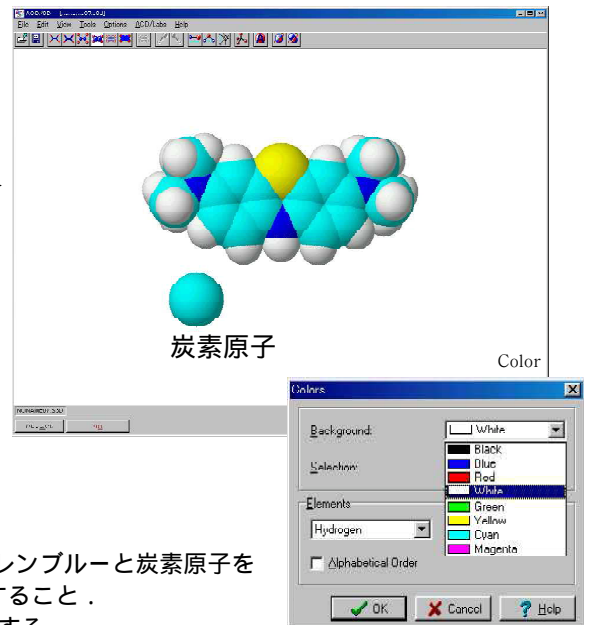 File Edit View Tools Options ACD/Labs Help
炭素原子
Color
Colors
Background:
White
Black
Blue
Red
White
Green
Yellow
Cyan
Magenta
Selection:
Elements
Hydrogen
Alphabetical Order
OK Cancel Help
レンブルーと炭素原子を
すること．
する